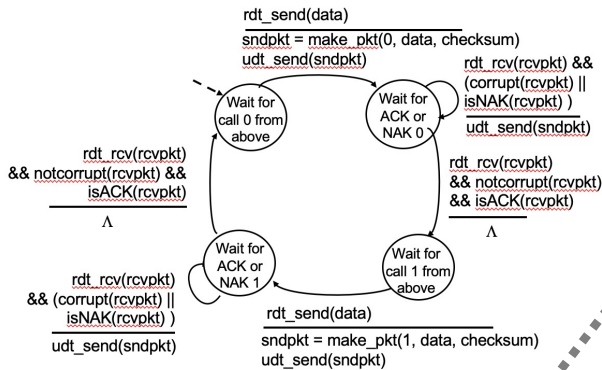 rdt_send(data)
sndpkt = make_pkt(0, data, checksum)
udt_send(sndpkt)
rdt_rcv(rcvpkt) &&
(corrupt(rcvpkt) ||
isNAK(rcvpkt) )
udt_send(sndpkt)
Wait for
call 0 from
above
Wait for
ACK or
NAK 0
rdt_rcv(rcvpkt)
&& notcorrupt(rcvpkt) &&
isACK(rcvpkt)
Λ
rdt_rcv(rcvpkt)
&& notcorrupt(rcvpkt)
&& isACK(rcvpkt)
Λ
Wait for
ACK or
NAK 1
Wait for
call 1 from
above
rdt_rcv(rcvpkt)
&& (corrupt(rcvpkt) ||
isNAK(rcvpkt) )
udt_send(sndpkt)
rdt_send(data)
sndpkt = make_pkt(1, data, checksum)
udt_send(sndpkt)